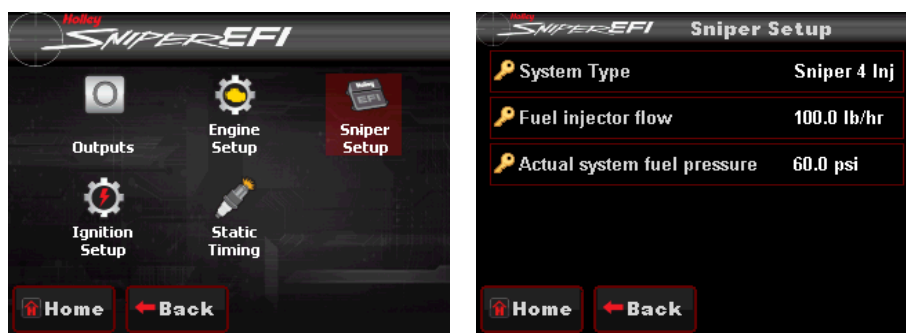 Holley
SNIPER EFI
Outputs
Engine
Setup
Holley
EFI
Sniper
Setup
Ignition
Setup
Static
Timing
Home
Back
Holley
SNIPER EFI
Sniper Setup
System Type
Sniper 4 Inj
Fuel injector flow
100.0 lb/hr
Actual system fuel pressure
60.0 psi
Home
Back